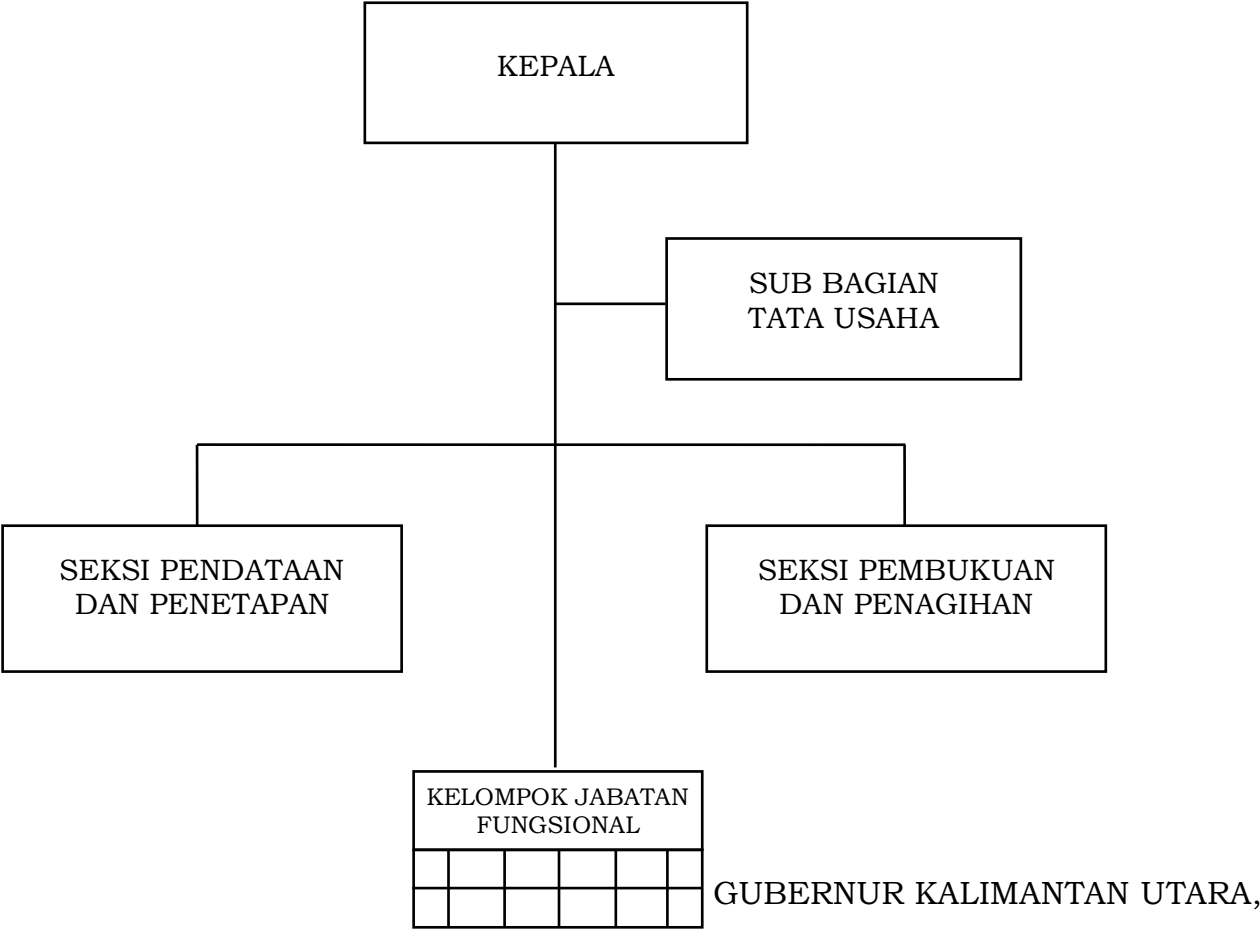 KEPALA
SUB BAGIAN
TATA USAHA
SEKSI PENDATAAN
DAN PENETAPAN
SEKSI PEMBUKUAN
DAN PENAGIHAN
KELOMPOK JABATAN
FUNGSIONAL
GUBERNUR KALIMANTAN UTARA,